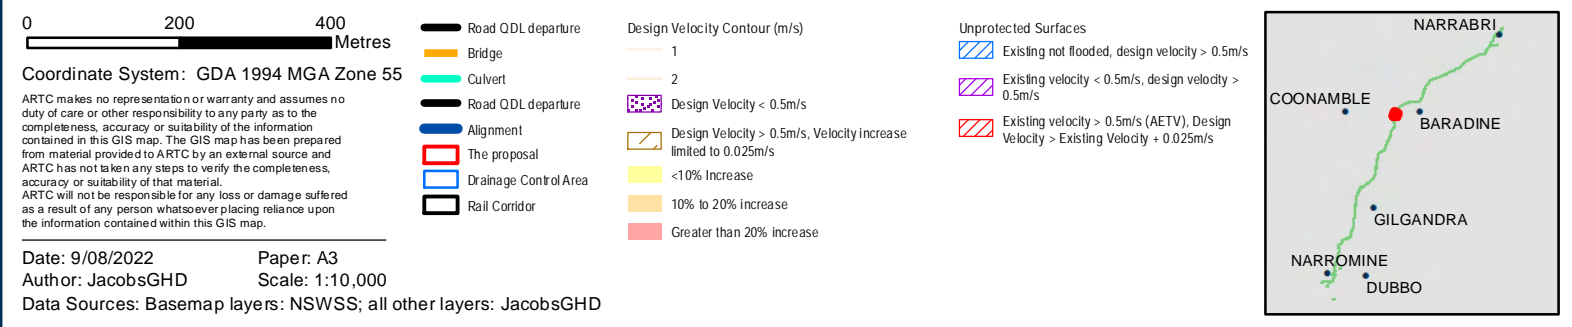 0 200 400
Metres
Coordinate System: GDA 1994 MGA Zone 55
ARTC makes no representation or warranty and assumes no
duty of care or other responsibility to any party as to the
completeness, accuracy or suitability of the information
contained in this GIS map. The GIS map has been prepared
from material provided to ARTC by an external source and
ARTC has not taken any steps to verify the completeness,
accuracy or suitability of that material.
ARTC will not be responsible for any loss or damage suffered
as a result of any person whatsoever placing reliance upon
the information contained within this GIS map.
Date: 9/08/2022 Paper: A3
Author: JacobsGHD Scale: 1:10,000
Data Sources: Basemap layers: NSWSS; all other layers: JacobsGHD
Road QDL departure
Bridge
Culvert
Road QDL departure
Alignment
The proposal
Drainage Control Area
Rail Corridor
Design Velocity Contour (m/s)
1
2
Design Velocity < 0.5m/s
Design Velocity > 0.5m/s, Velocity increase
limited to 0.025m/s
<10% Increase
10% to 20% increase
Greater than 20% increase
Unprotected Surfaces
Existing not flooded, design velocity > 0.5m/s
Existing velocity < 0.5m/s, design velocity >
0.5m/s
Existing velocity > 0.5m/s (AETV), Design
Velocity > Existing Velocity + 0.025m/s
NARRABRI
COONAMBLE
BARADINE
GILGANDRA
NARROMINE
DUBBO